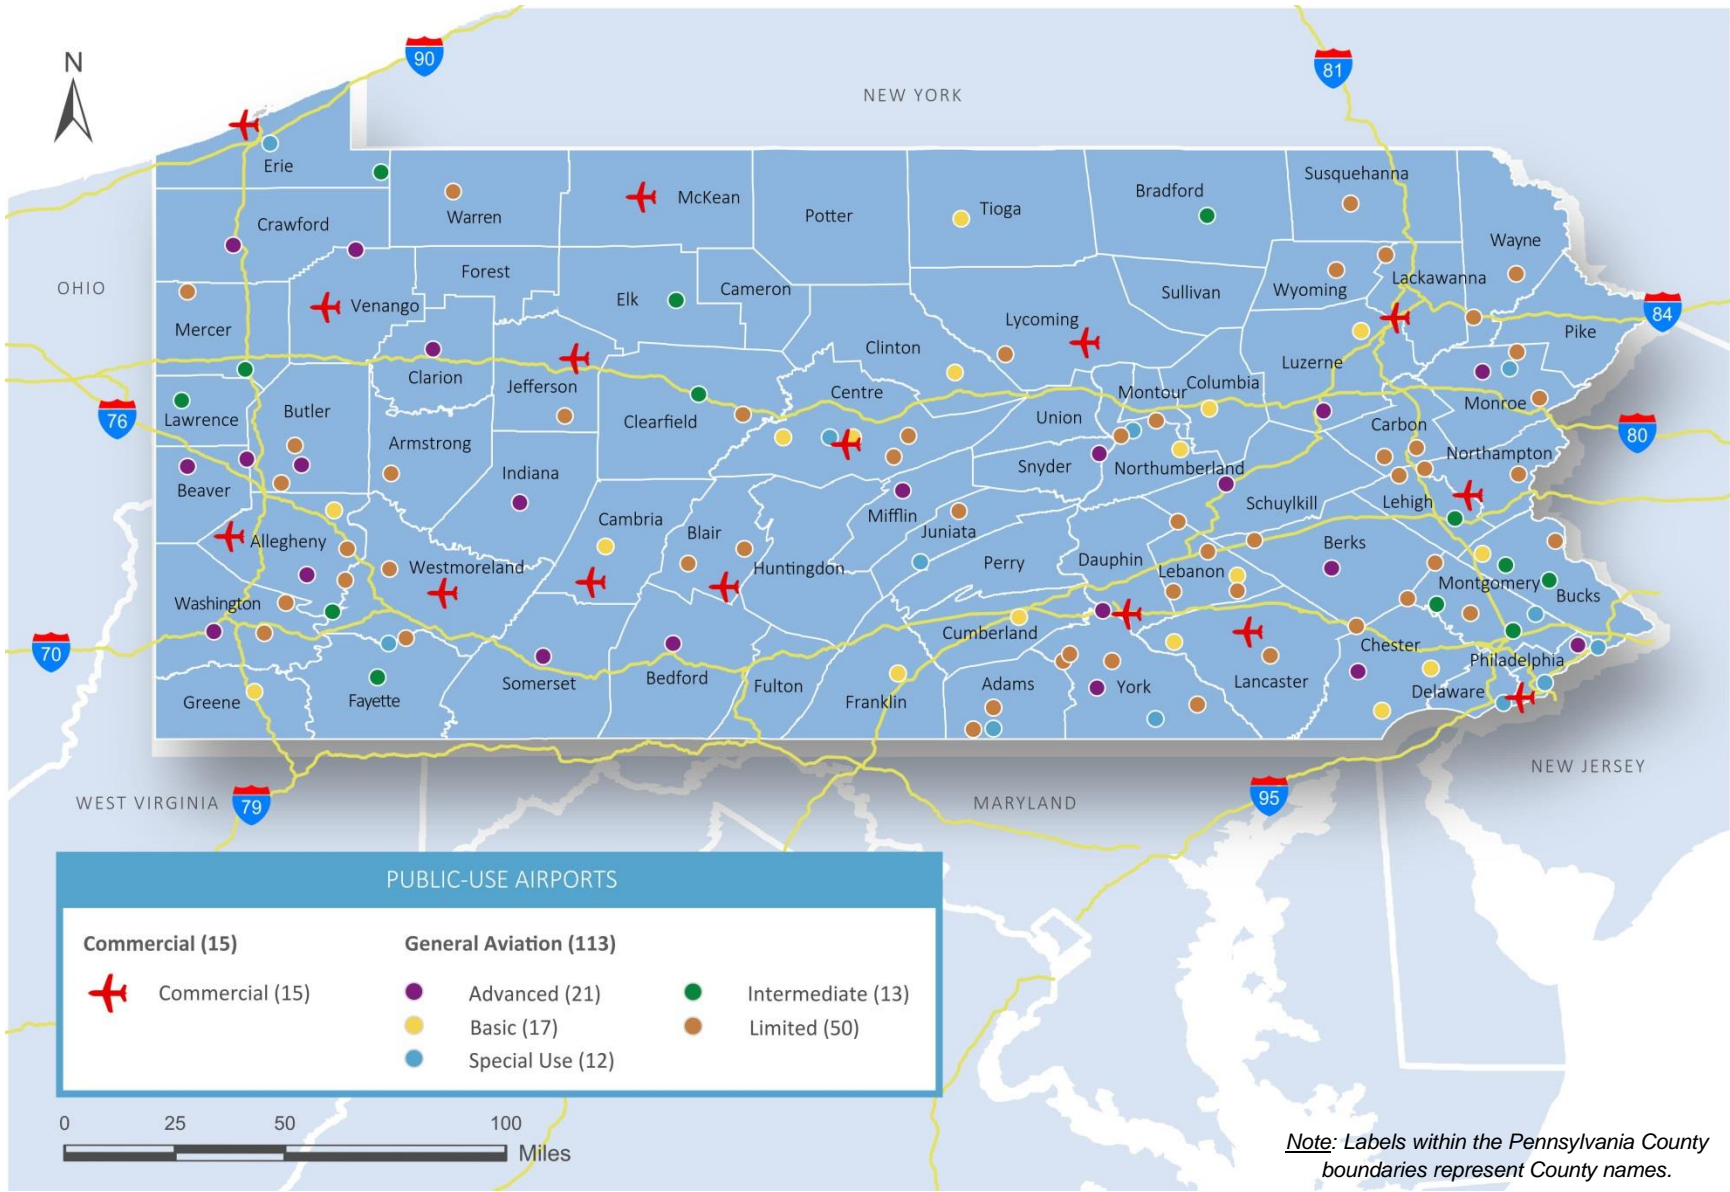 90
81
N
NEW YORK
Susquehanna
Erie
Bradford
McKean
Warren
Tioga
Potter
Crawford
Wayne
Forest
Lackawanna
OHIO
Elk
Cameron
Sullivan
Wyoming
Venango
84
Mercer
Lycoming
Pike
Clinton
Luzerne
Clarion
Jefferson
Montour
Columbia
Centre
Monroe
76
Lawrence
Butler
Clearfield
Union
Carbon
80
Armstrong
Northampton
Indiana
Snyder
Northumberland
Beaver
Schuylkill
Lehigh
Cambria
Mifflin
Blair
Juniata
Allegheny
Berks
Westmoreland
Huntingdon
Perry
Dauphin
Lebanon
Montgomery
Bucks
Washington
Cumberland
Chester
70
Philadelphia
Somerset
Bedford
Fulton
Adams
York
Lancaster
Delaware
Greene
Fayette
Franklin
NEW JERSEY
WEST VIRGINIA
79
MARYLAND
95
PUBLIC-USE AIRPORTS
Commercial (15)
General Aviation (113)
Commercial (15)
Advanced (21)
Intermediate (13)
Basic (17)
Limited (50)
Special Use (12)
0 25 50 100
Miles
Note: Labels within the Pennsylvania County
boundaries represent County names.